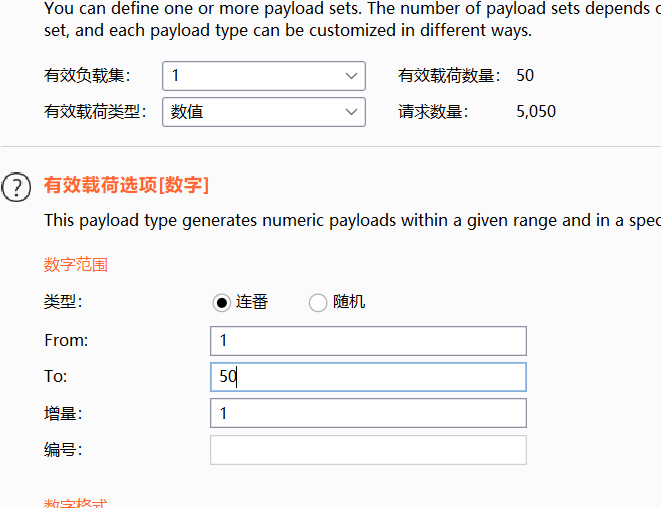 You can define one or more payload sets. The number of payload sets depends
set, and each payload type can be customized in different ways.
有效负载集： 1 有效载荷数量： 50
有效载荷类型： 数值 请求数量： 5,050
? 有效载荷选项[数字]
This payload type generates numeric payloads within a given range and in a spec
数字范围
类型： 连番 随机
From: 1
To: 50
增量： 1
编号：
数字格式